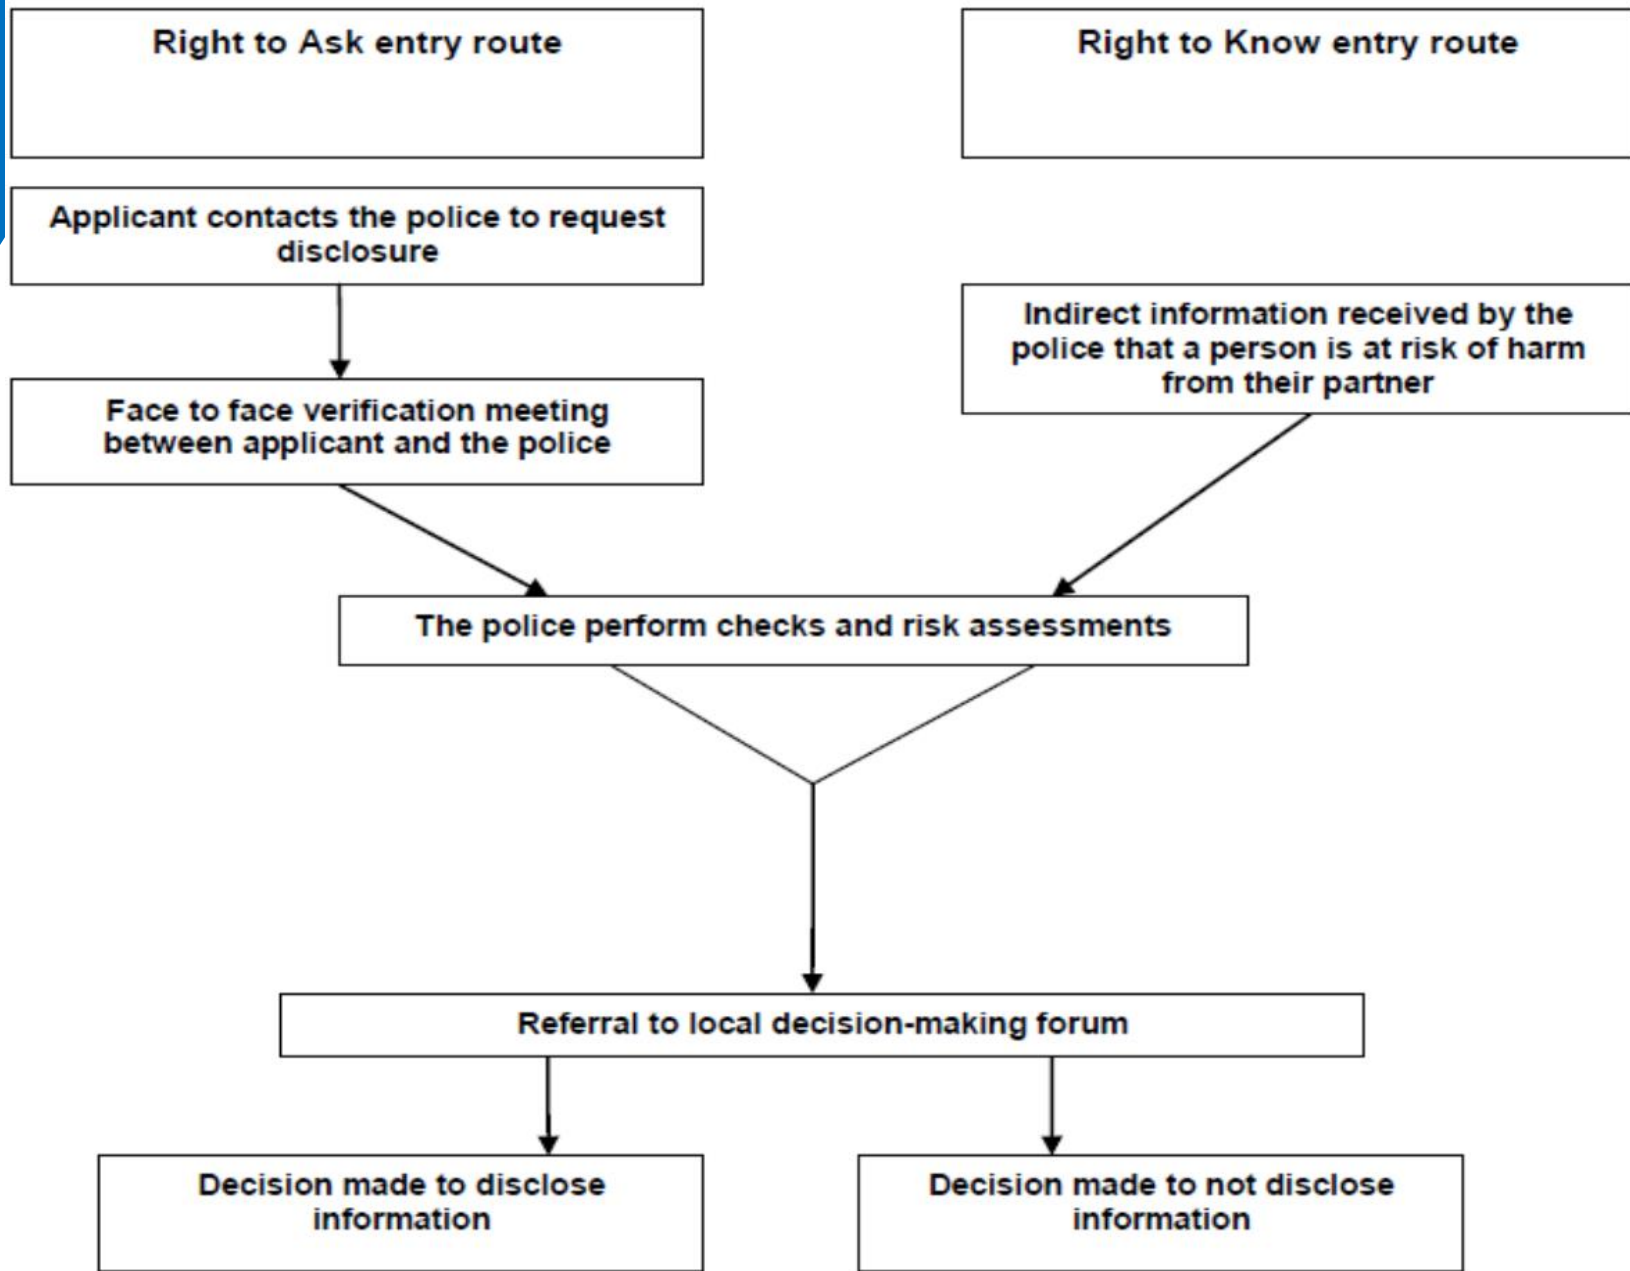 Right to Ask entry route
Right to Know entry route
Applicant contacts the police to request
disclosure
Indirect information received by the
police that a person is at risk of harm
from their partner
Face to face verification meeting
between applicant and the police
The police perform checks and risk assessments
Referral to local decision-making forum
Decision made to disclose
information
Decision made to not disclose
information